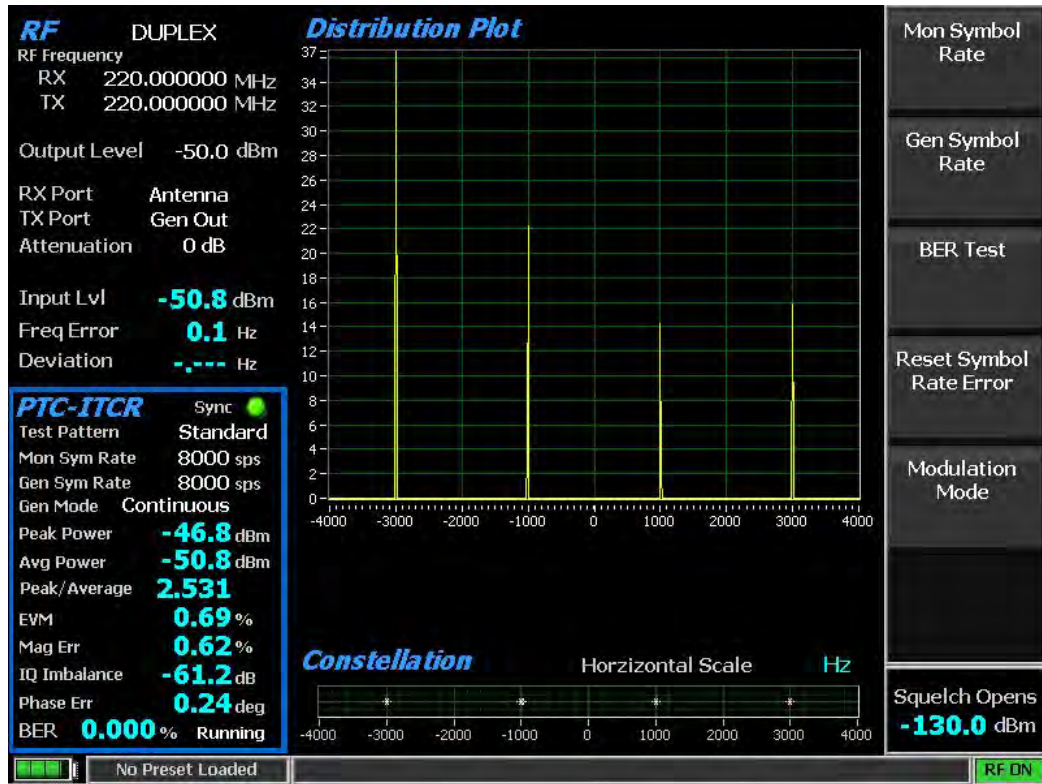 RF DUPLEX
RF Frequency
RX 220.000000 MHz
TX 220.000000 MHz
Output Level -50.0 dBm
RX Port Antenna
TX Port Gen Out
Attenuation 0 dB
Input Lvl -50.8 dBm
Freq Error 0.1 Hz
Deviation -.--- Hz
PTC-ITCR Sync
Test Pattern Standard
Mon Sym Rate 8000 sps
Gen Sym Rate 8000 sps
Gen Mode Continuous
Peak Power -46.8 dBm
Avg Power -50.8 dBm
Peak/Average 2.531
EVM 0.69 %
Mag Err 0.62 %
IQ Imbalance -61.2 dB
Phase Err 0.24 deg
BER 0.000 % Running
Distribution Plot
37
34
32
30
28
26
24
22
20
18
16
14
12
10
8
6
4
2
0
-4000 -3000 -2000 -1000 0 1000 2000 3000 4000
Constellation Horzizontal Scale Hz
-4000 -3000 -2000 -1000 0 1000 2000 3000 4000
Mon Symbol
Rate
Gen Symbol
Rate
BER Test
Reset Symbol
Rate Error
Modulation
Mode
Squelch Opens
-130.0 dBm
No Preset Loaded
RF ON